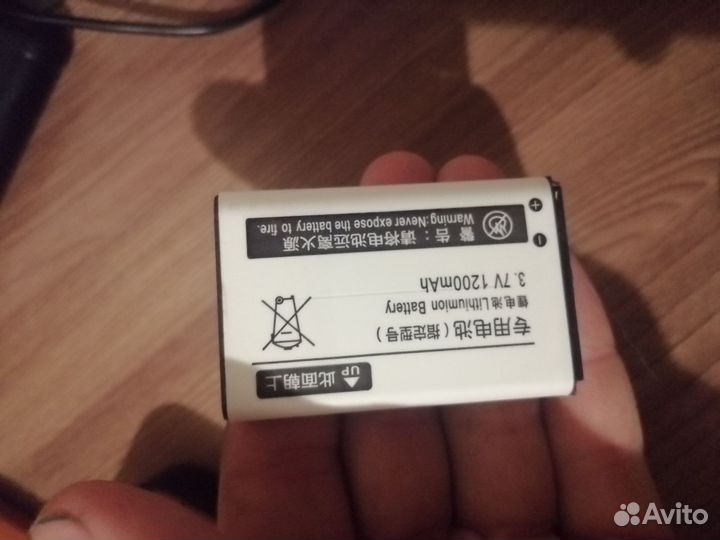 此面朝上 ▲ UP
专用电池（指定型号）
锂电池 Lithiumion Battery
3.7V 1200mAh
警 告：请将电池远离火源
Warning:Never expose the battery to fire.
Avito